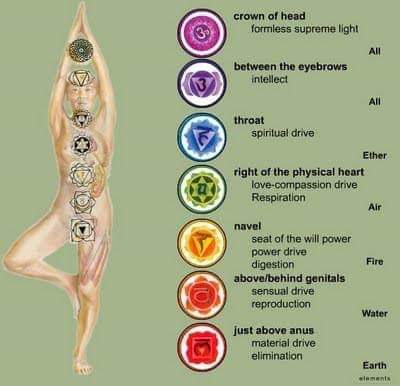 crown of head
formless supreme light
All
between the eyebrows
intellect
All
throat
spiritual drive
Ether
right of the physical heart
love-compassion drive
Respiration
Air
navel
seat of the will power
power drive
digestion
Fire
above/behind genitals
sensual drive
reproduction
Water
just above anus
material drive
elimination
Earth
elements